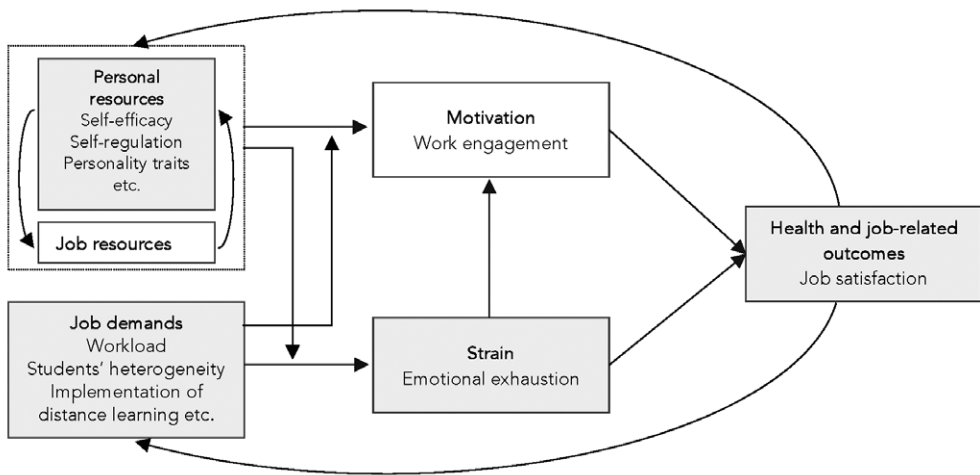 Personal
resources
Self-efficacy
Self-regulation
Personality traits
etc.
Job resources
Job demands
Workload
Students' heterogeneity
Implementation of
distance learning etc.
Motivation
Work engagement
Strain
Emotional exhaustion
Health and job-related
outcomes
Job satisfaction